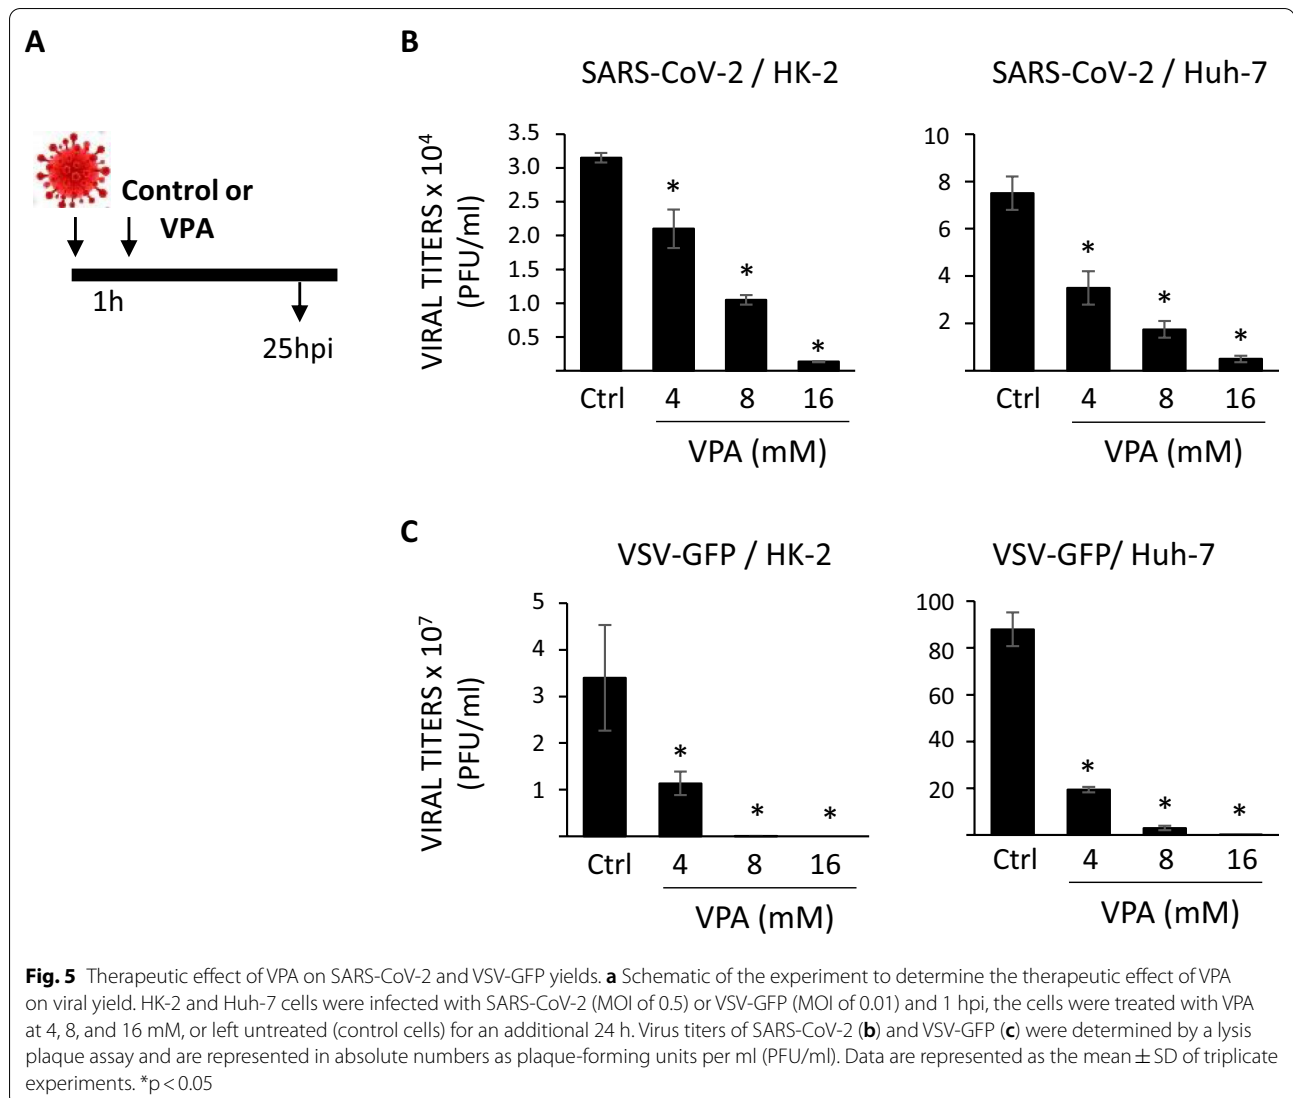 A
Control or
VPA
1h
25hpi
B
SARS-CoV-2 / HK-2
VIRAL TITERS x 10⁴
(PFU/ml)
3.5
3.0
2.5
2.0
1.5
1.0
0.5
*
*
*
Ctrl 4 8 16
VPA (mM)
SARS-CoV-2 / Huh-7
10
8
6
4
2
*
*
*
Ctrl 4 8 16
VPA (mM)
C
VSV-GFP / HK-2
VIRAL TITERS x 10⁷
(PFU/ml)
5
4
3
2
1
*
*
*
Ctrl 4 8 16
VPA (mM)
VSV-GFP/ Huh-7
100
80
60
40
20
*
*
*
Ctrl 4 8 16
VPA (mM)
Fig. 5 Therapeutic effect of VPA on SARS-CoV-2 and VSV-GFP yields. a Schematic of the experiment to determine the therapeutic effect of VPA
on viral yield. HK-2 and Huh-7 cells were infected with SARS-CoV-2 (MOI of 0.5) or VSV-GFP (MOI of 0.01) and 1 hpi, the cells were treated with VPA
at 4, 8, and 16 mM, or left untreated (control cells) for an additional 24 h. Virus titers of SARS-CoV-2 (b) and VSV-GFP (c) were determined by a lysis
plaque assay and are represented in absolute numbers as plaque-forming units per ml (PFU/ml). Data are represented as the mean ± SD of triplicate
experiments. *p < 0.05